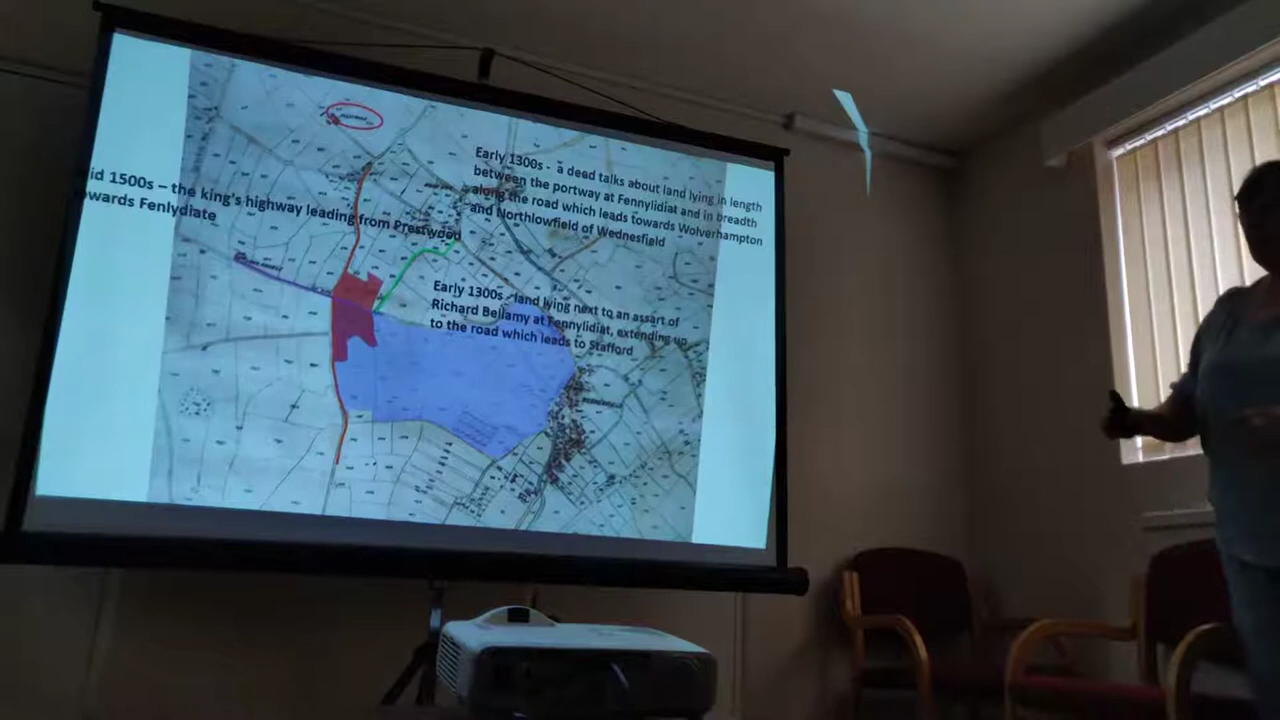 Early 1300s - a deed talks about land lying in length
between the portway at Fennylidiat and in breadth
along the road which leads towards Wolverhampton
and Northlowfield of Wednesfield
id 1500s – the king's highway leading from Prestwood
owards Fenlydiate
Early 1300s - land lying next to an assart of
Richard Bellamy at Fennylidiat, extending up
to the road which leads to Stafford